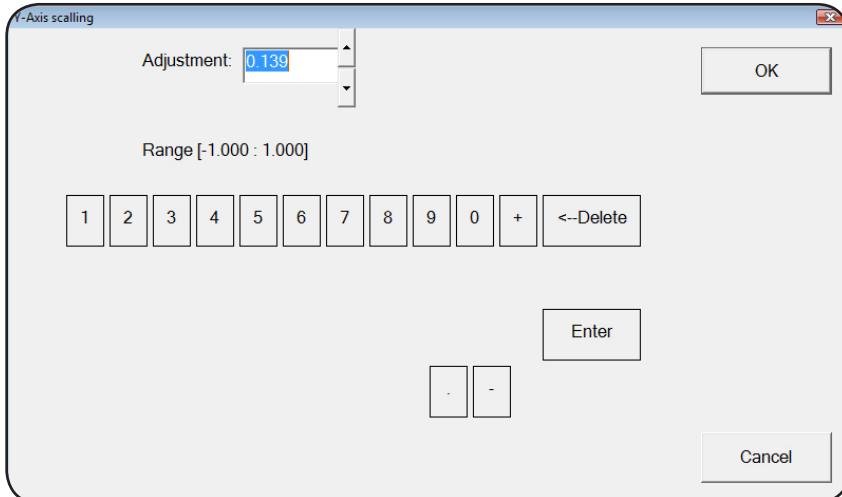 Y-Axis scalling
Adjustment: 0.139
OK
Range [-1.000 : 1.000]
1 2 3 4 5 6 7 8 9 0 + <--Delete
Enter
. -
Cancel